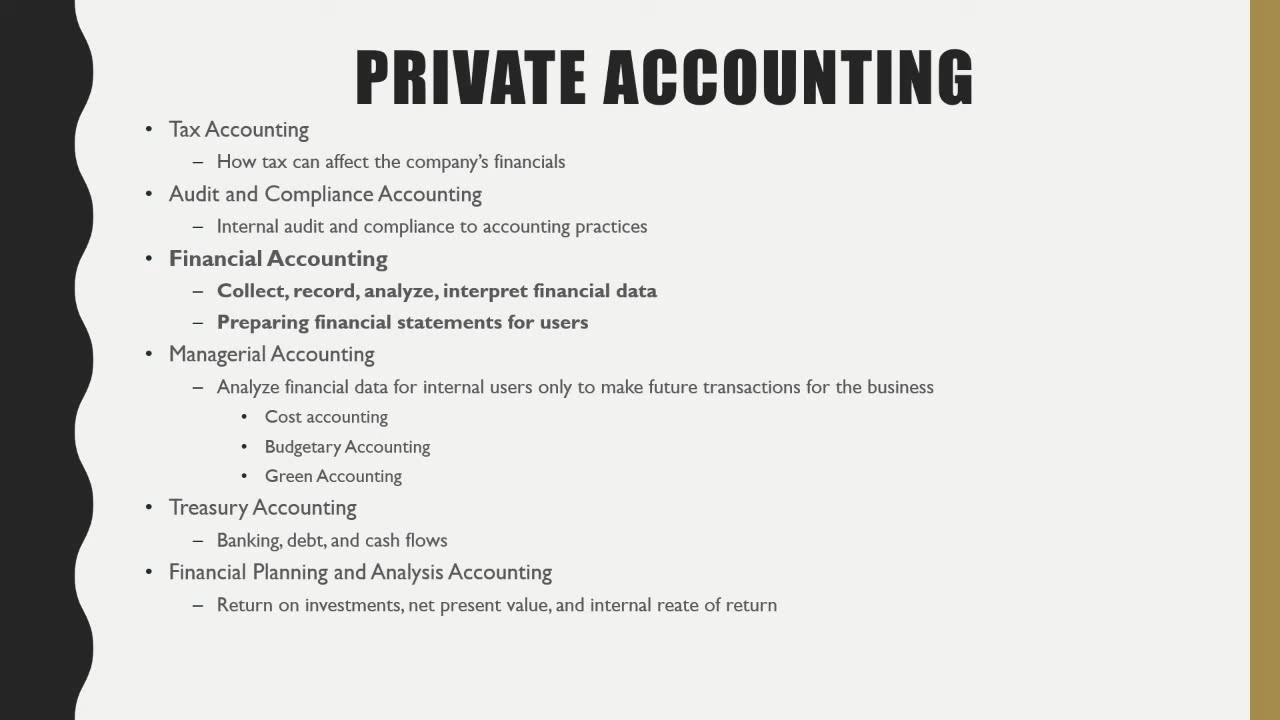 PRIVATE ACCOUNTING
• Tax Accounting
– How tax can affect the company’s financials
• Audit and Compliance Accounting
– Internal audit and compliance to accounting practices
• Financial Accounting
– Collect, record, analyze, interpret financial data
– Preparing financial statements for users
• Managerial Accounting
– Analyze financial data for internal users only to make future transactions for the business
• Cost accounting
• Budgetary Accounting
• Green Accounting
• Treasury Accounting
– Banking, debt, and cash flows
• Financial Planning and Analysis Accounting
– Return on investments, net present value, and internal reate of return